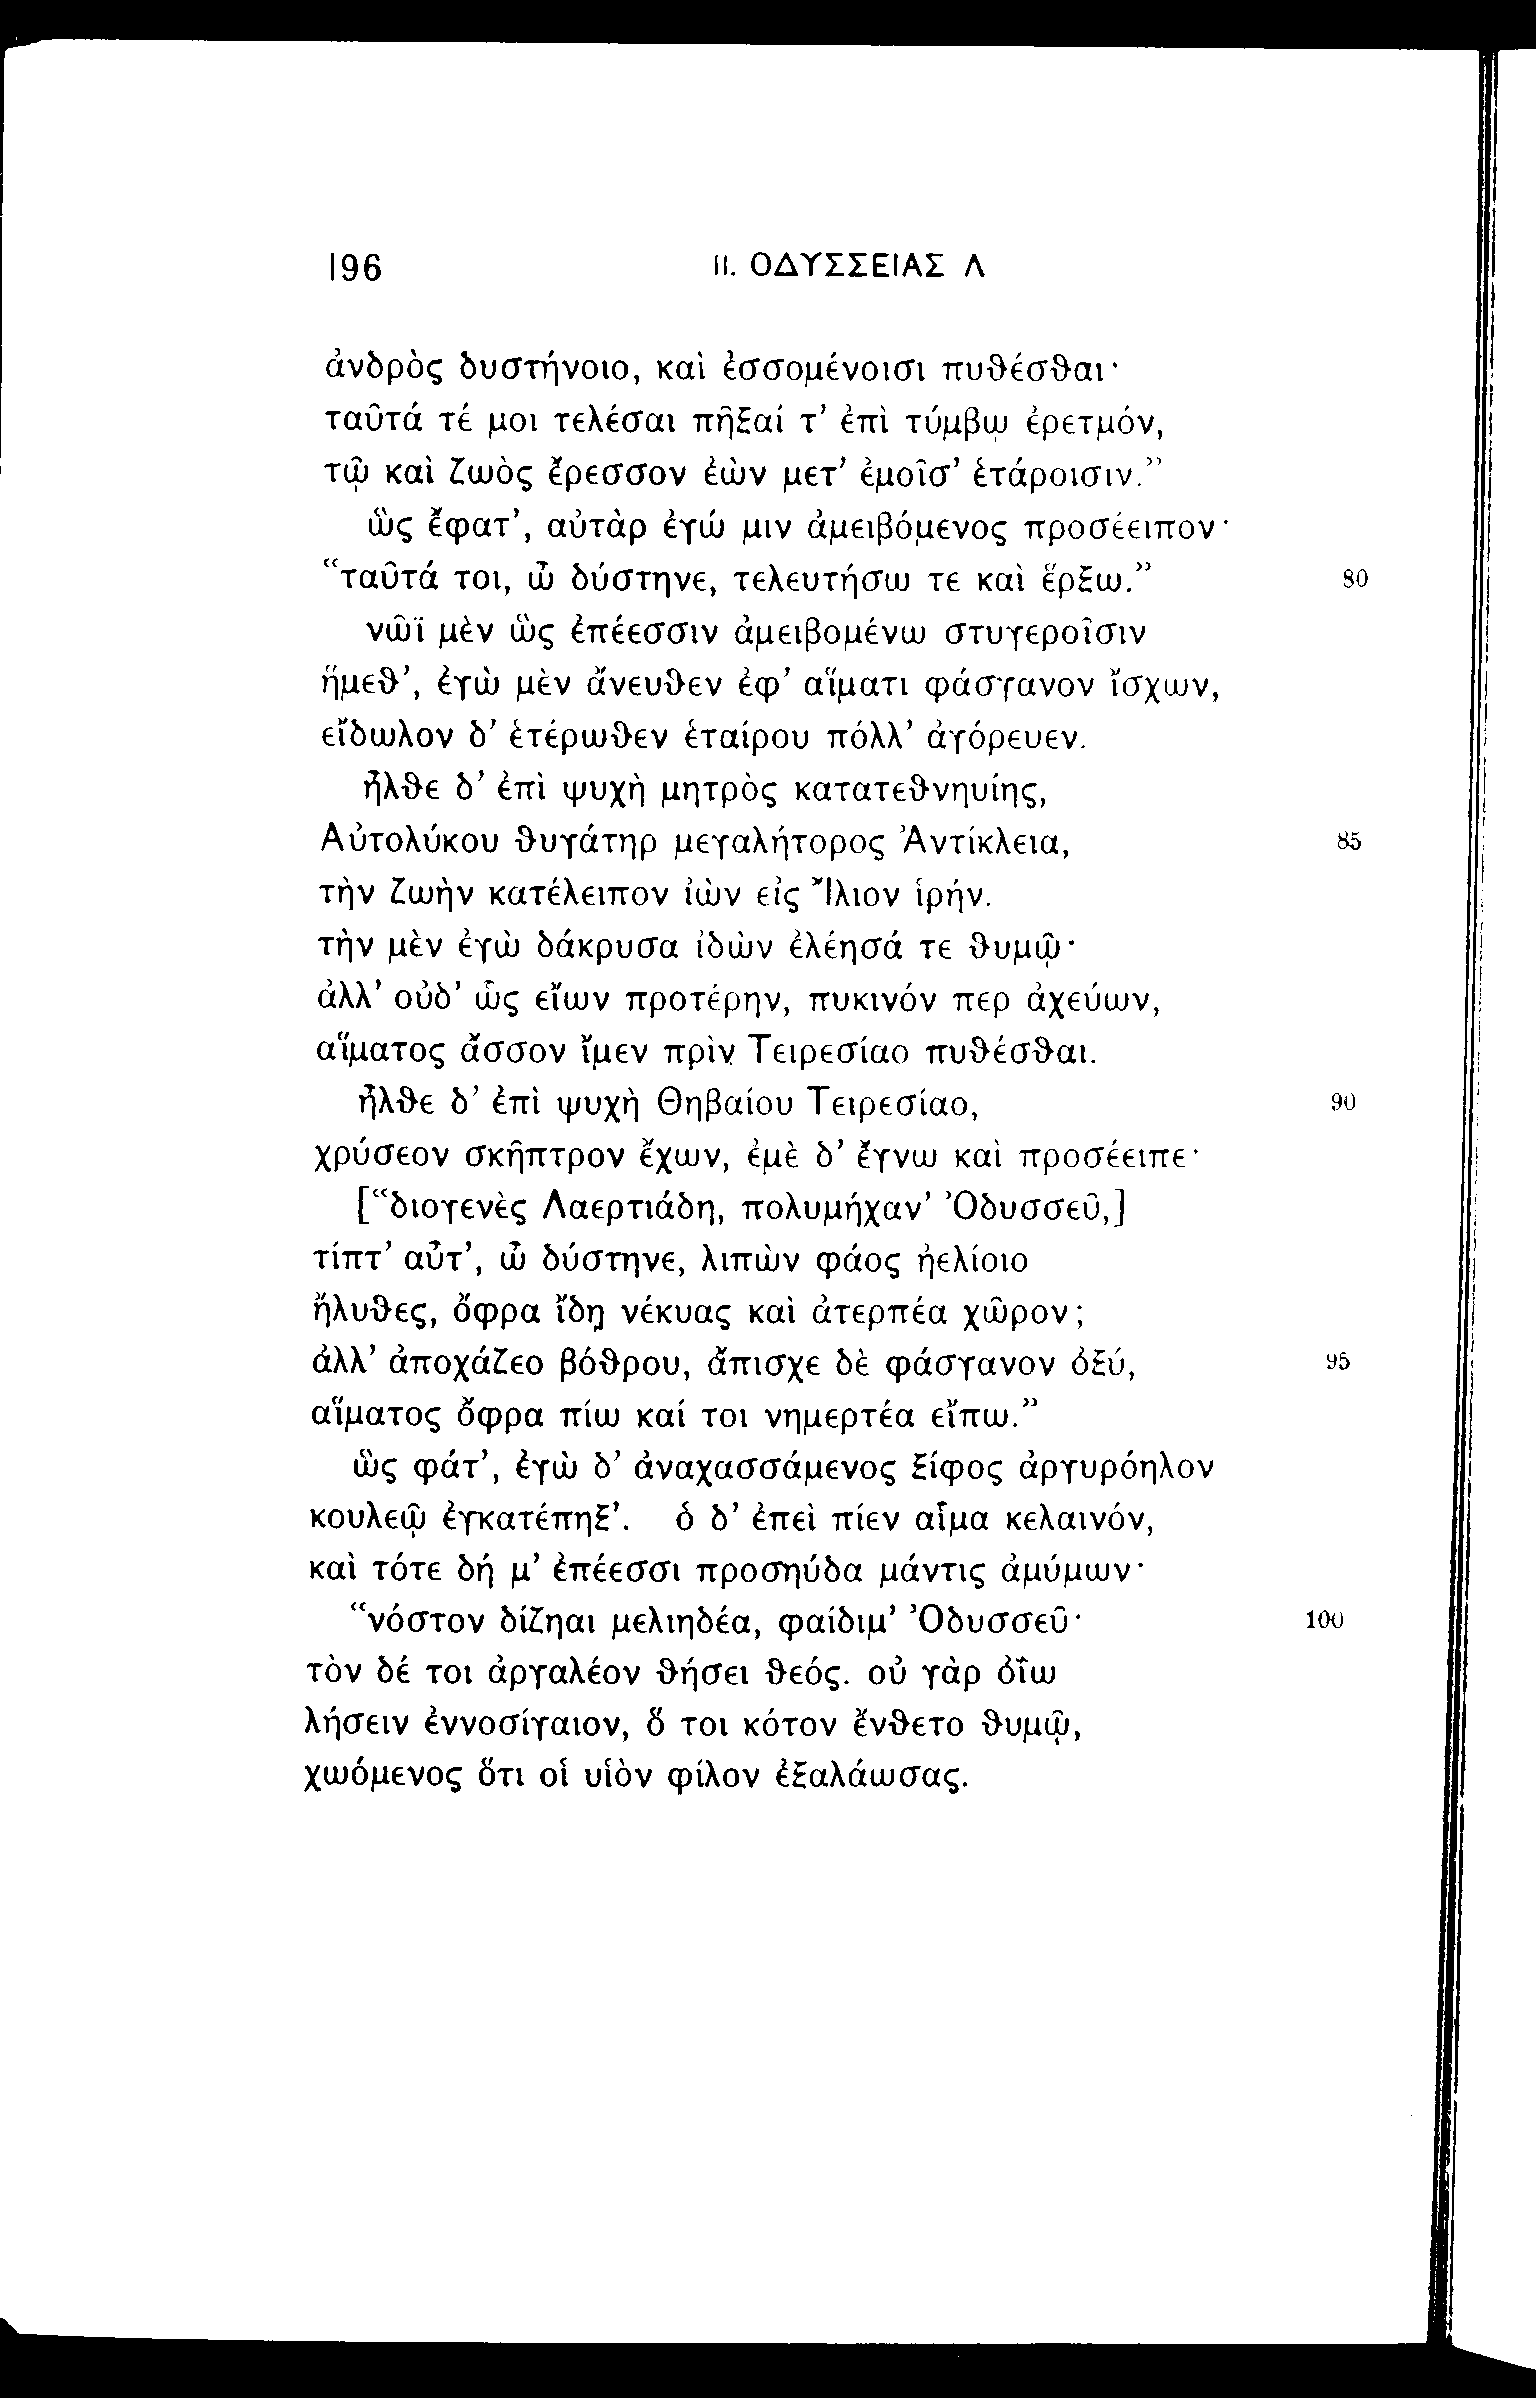 196 11. ΟΔΥΣΣΕΙΑΣ Λ
ἀνδρὸς δυστήνοιο, καὶ ἐσσομένοισι πυθέσθαι·
ταῦτά τέ μοι τελέσαι πῆξαί τ’ ἐπὶ τύμβῳ ἐρετμόν,
τῷ καὶ ζωὸς ἔρεσσον ἐὼν μετ’ ἐμοῖσ’ ἑτάροισιν.”
ὣς ἔφατ’, αὐτὰρ ἐγώ μιν ἀμειβόμενος προσέειπον·
“ταῦτά τοι, ὦ δύστηνε, τελευτήσω τε καὶ ἔρξω.” 80
νῶϊ μὲν ὣς ἐπέεσσιν ἀμειβομένω στυγεροῖσιν
ἥμεθ’, ἐγὼ μὲν ἄνευθεν ἐφ’ αἵματι φάσγανον ἴσχων,
εἴδωλον δ’ ἑτέρωθεν ἑταίρου πόλλ’ ἀγόρευεν.
ἦλθε δ’ ἐπὶ ψυχὴ μητρὸς κατατεθνηυίης,
Αὐτολύκου θυγάτηρ μεγαλήτορος Ἀντίκλεια, 85
τὴν ζωὴν κατέλειπον ἰὼν εἰς Ἴλιον ἱρήν.
τὴν μὲν ἐγὼ δάκρυσα ἰδὼν ἐλέησά τε θυμῷ·
ἀλλ’ οὐδ’ ὧς εἴων προτέρην, πυκινόν περ ἀχεύων,
αἵματος ἄσσον ἴμεν πρὶν Τειρεσίαο πυθέσθαι.
ἦλθε δ’ ἐπὶ ψυχὴ Θηβαίου Τειρεσίαο, 90
χρύσεον σκῆπτρον ἔχων, ἐμὲ δ’ ἔγνω καὶ προσέειπε·
[“διογενὲς Λαερτιάδη, πολυμήχαν’ Ὀδυσσεῦ,]
τίπτ’ αὖτ’, ὦ δύστηνε, λιπὼν φάος ἠελίοιο
ἤλυθες, ὄφρα ἴδῃ νέκυας καὶ ἀτερπέα χῶρον;
ἀλλ’ ἀποχάζεο βόθρου, ἄπισχε δὲ φάσγανον ὀξύ, 95
αἵματος ὄφρα πίω καί τοι νημερτέα εἴπω.”
ὣς φάτ’, ἐγὼ δ’ ἀναχασσάμενος ξίφος ἀργυρόηλον
κουλεῷ ἐγκατέπηξ’. ὁ δ’ ἐπεὶ πίεν αἷμα κελαινόν,
καὶ τότε δή μ’ ἐπέεσσι προσηύδα μάντις ἀμύμων·
“νόστον δίζηαι μελιηδέα, φαίδιμ’ Ὀδυσσεῦ· 100
τὸν δέ τοι ἀργαλέον θήσει θεός. οὐ γὰρ ὀΐω
λήσειν ἐννοσίγαιον, ὅ τοι κότον ἔνθετο θυμῷ,
χωόμενος ὅτι οἱ υἱὸν φίλον ἐξαλάωσας.